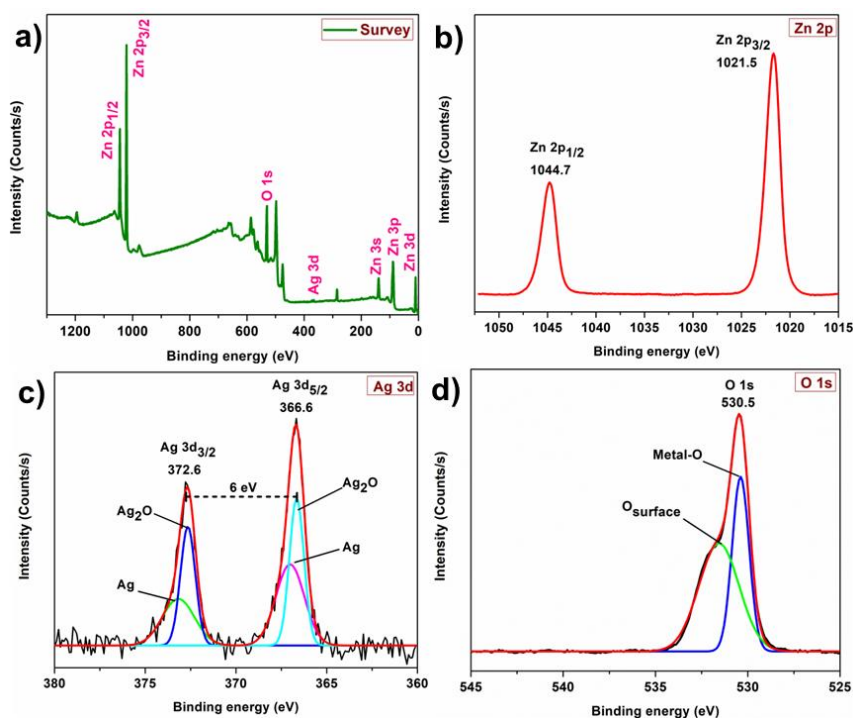 a)
Survey
Zn 2p3/2
Zn 2p1/2
O 1s
Ag 3d
Zn 3s
Zn 3p
Zn 3d
Intensity (Counts/s)
1200 1000 800 600 400 200 0
Binding energy (eV)
b)
Zn 2p
Zn 2p3/2
1021.5
Zn 2p1/2
1044.7
Intensity (Counts/s)
1050 1045 1040 1035 1030 1025 1020 1015
Binding energy (eV)
c)
Ag 3d
Ag 3d5/2
366.6
Ag 3d3/2
372.6
6 eV
Ag2O
Ag2O
Ag
Ag
Intensity (Counts/s)
380 375 370 365 360
Binding energy (eV)
d)
O 1s
O 1s
530.5
Metal-O
Osurface
Intensity (Counts/s)
545 540 535 530 525
Binding energy (eV)